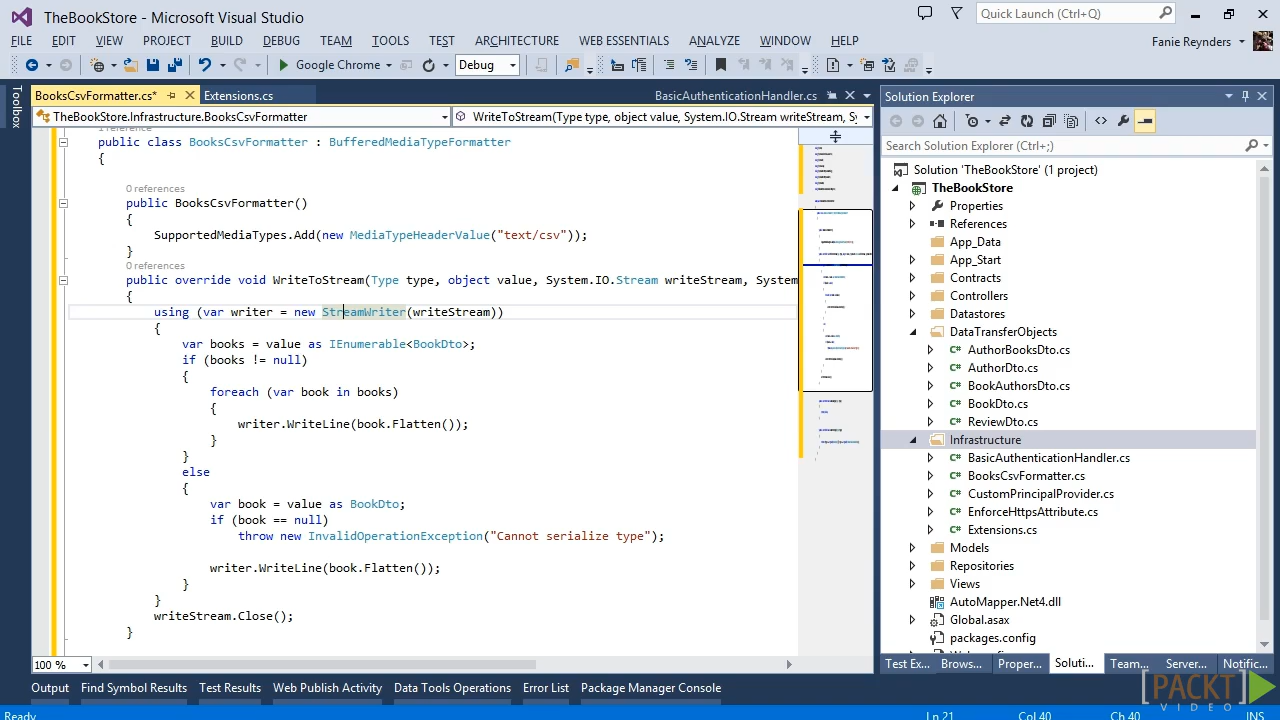 TheBookStore - Microsoft Visual Studio
Quick Launch (Ctrl+Q)
FILE EDIT VIEW PROJECT BUILD DEBUG TEAM TOOLS TEST ARCHITECTURE WEB ESSENTIALS ANALYZE WINDOW HELP
Fanie Reynders
Google Chrome Debug
Toolbox
BooksCsvFormatter.cs* Extensions.cs BasicAuthenticationHandler.cs
TheBookStore.Infrastructure.BooksCsvFormatter WriteToStream(Type type, object value, System.IO.Stream writeStream, Sy
public class BooksCsvFormatter : BufferedMediaTypeFormatter
{
0 references
public BooksCsvFormatter()
{
"text/csv"));
references
public override void (Type type, object value, System.IO.Stream writeStream, System
{
(var writer StreamWriter writeStream))
{
var books = value as IEnumerable<BookDto>;
if (books != null)
{
foreach (var book in books)
{
writer.WriteLine(book.Flatten());
}
else
{
var book = value as BookDto;
if (book == null)
throw new InvalidOperationException("Cannot serialize type");
writer.WriteLine(book.Flatten());
}
}
writeStream.Close();
}
100 %
Solution Explorer
Search Solution Explorer (Ctrl+;)
Solution 'TheBookStore' (1 project)
TheBookStore
Properties
References
App_Data
App_Start
Contracts
Controllers
Datastores
DataTransferObjects
AuthorBooksDto.cs
AuthorDto.cs
BookAuthorsDto.cs
BookDto.cs
ReviewDto.cs
Infrastructure
BasicAuthenticationHandler.cs
BooksCsvFormatter.cs
CustomPrincipalProvider.cs
EnforceHttpsAttribute.cs
Extensions.cs
Models
Repositories
Views
AutoMapper.Net4.dll
Global.asax
packages.config
Test Ex... Brows... Proper... Soluti... Team... Server... Notific...
Output Find Symbol Results Test Results Web Publish Activity Data Tools Operations Error List Package Manager Console
PACKT
VIDEO
Ready Ln 21 Col 40 Ch 40 INS